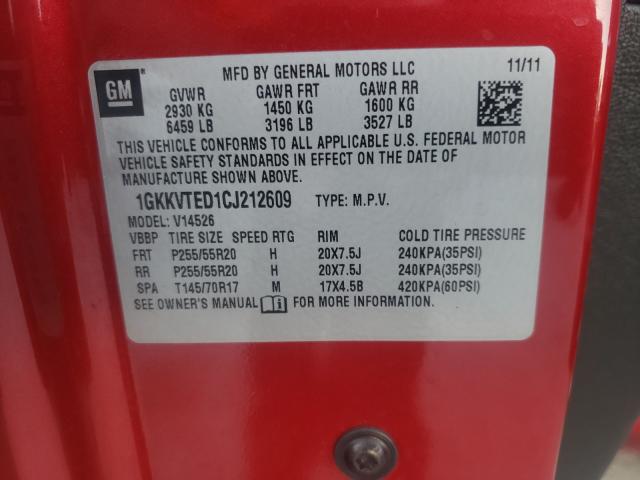 GM
MFD BY GENERAL MOTORS LLC 11/11
GVWR GAWR FRT GAWR RR
2930 KG 1450 KG 1600 KG
6459 LB 3196 LB 3527 LB
THIS VEHICLE CONFORMS TO ALL APPLICABLE U.S. FEDERAL MOTOR
VEHICLE SAFETY STANDARDS IN EFFECT ON THE DATE OF
MANUFACTURE SHOWN ABOVE.
1GKKVTED1CJ212609 TYPE: M.P.V.
MODEL: V14526
VBBP TIRE SIZE SPEED RTG RIM COLD TIRE PRESSURE
FRT P255/55R20 H 20X7.5J 240KPA(35PSI)
RR P255/55R20 H 20X7.5J 240KPA(35PSI)
SPA T145/70R17 M 17X4.5B 420KPA(60PSI)
SEE OWNER'S MANUAL FOR MORE INFORMATION.